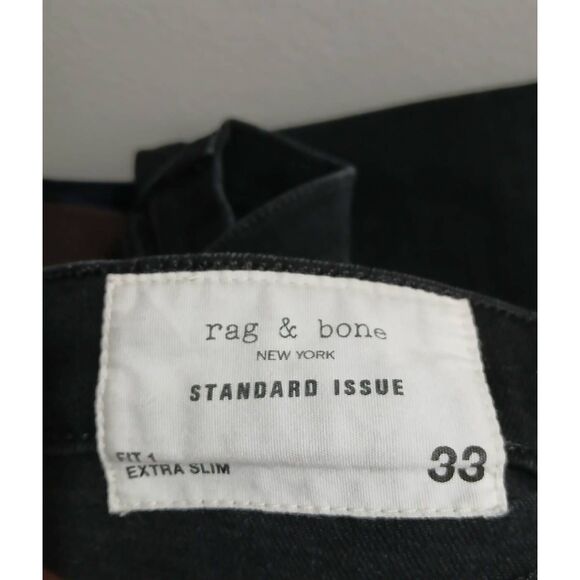 rag & bone
NEW YORK
STANDARD ISSUE
FIT 1
EXTRA SLIM
33